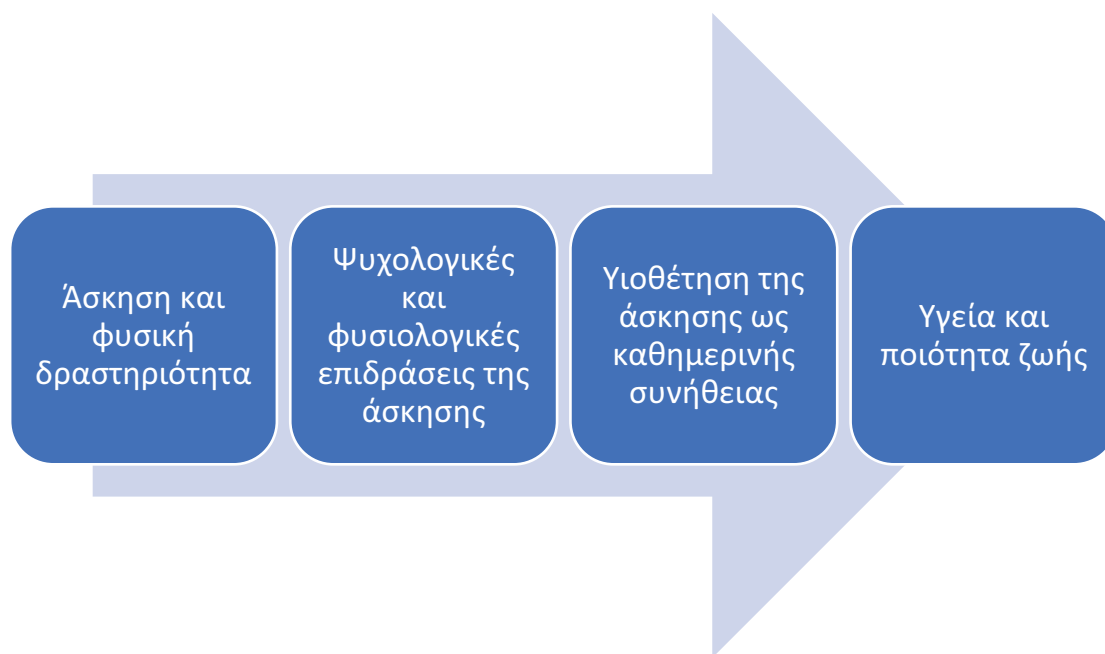 Άσκηση και
φυσική
δραστηριότητα
Ψυχολογικές
και
φυσιολογικές
επιδράσεις της
άσκησης
Υιοθέτηση της
άσκησης ως
καθημερινής
συνήθειας
Υγεία και
ποιότητα ζωής